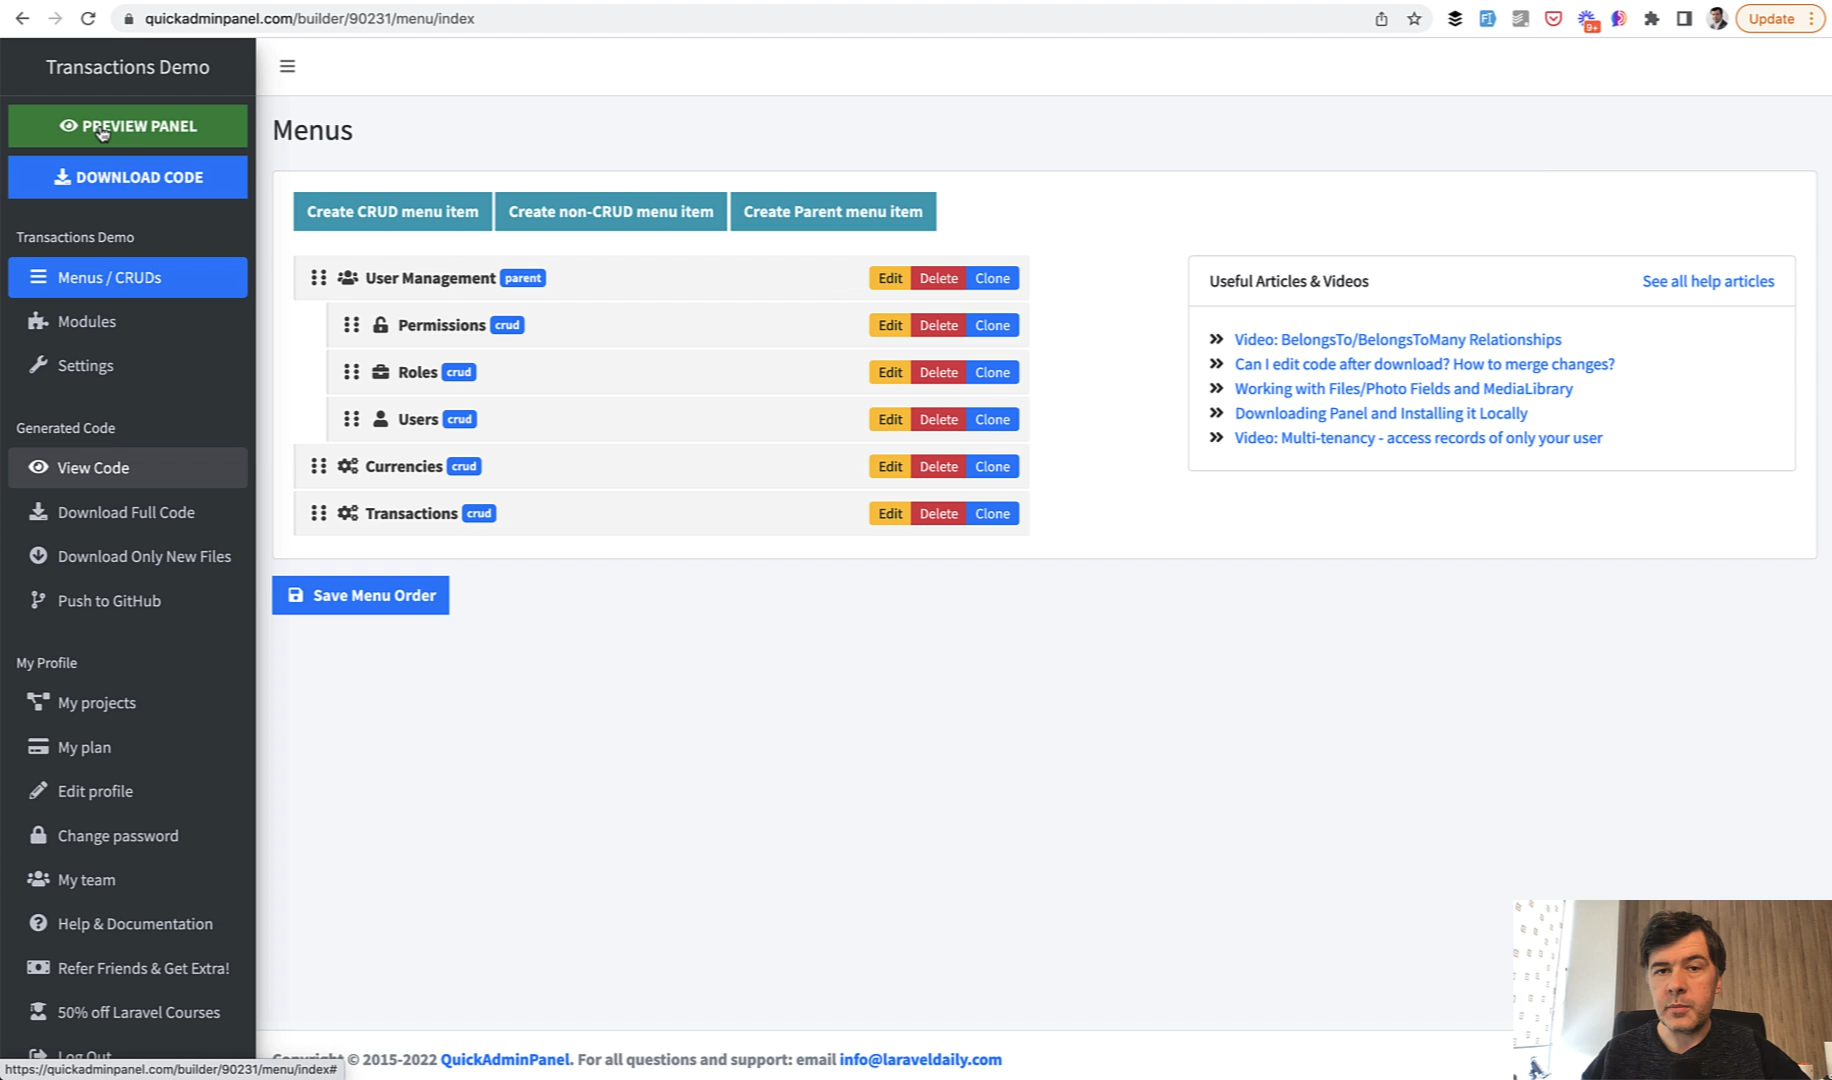 quickadminpanel.com/builder/90231/menu/index
9+
Update
Transactions Demo
PREVIEW PANEL
DOWNLOAD CODE
Transactions Demo
Menus / CRUDs
Modules
Settings
Generated Code
View Code
Download Full Code
Download Only New Files
Push to GitHub
My Profile
My projects
My plan
Edit profile
Change password
My team
Help & Documentation
Refer Friends & Get Extra!
50% off Laravel Courses
Log Out
https://quickadminpanel.com/builder/90231/menu/index#
Menus
Create CRUD menu item
Create non-CRUD menu item
Create Parent menu item
User Management parent Edit Delete Clone
Permissions crud Edit Delete Clone
Roles crud Edit Delete Clone
Users crud Edit Delete Clone
Currencies crud Edit Delete Clone
Transactions crud Edit Delete Clone
Save Menu Order
Useful Articles & Videos
See all help articles
Video: BelongsTo/BelongsToMany Relationships
Can I edit code after download? How to merge changes?
Working with Files/Photo Fields and MediaLibrary
Downloading Panel and Installing it Locally
Video: Multi-tenancy - access records of only your user
Copyright © 2015-2022 QuickAdminPanel. For all questions and support: email info@laraveldaily.com